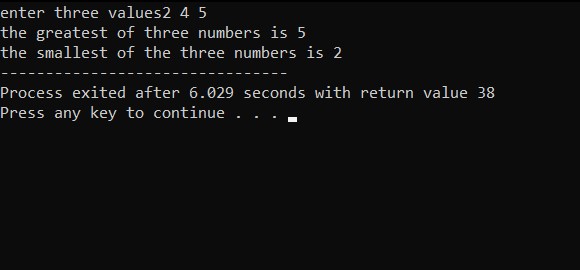 enter three values2 4 5
the greatest of three numbers is 5
the smallest of the three numbers is 2
--------------------------------
Process exited after 6.029 seconds with return value 38
Press any key to continue . . .